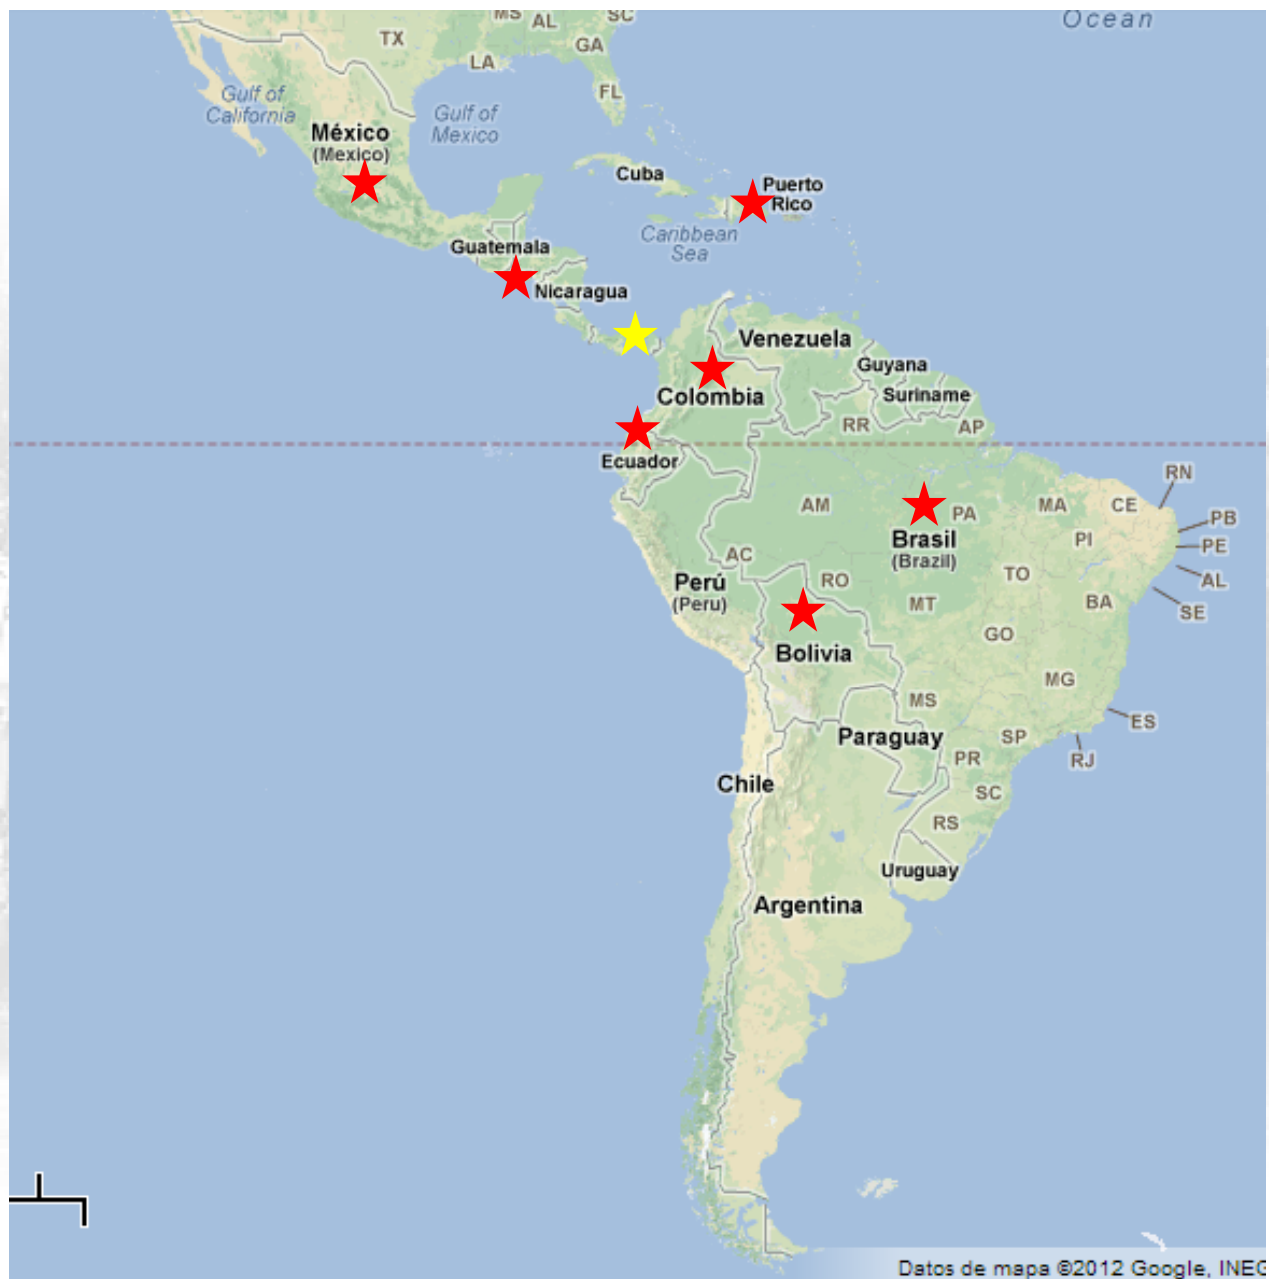 Ocean
MS
AL
SC
TX
GA
LA
FL
Gulf of
California
Gulf of
Mexico
México
(Mexico)
Cuba
Puerto
Rico
Caribbean
Sea
Guatemala
Nicaragua
Venezuela
Guyana
Colombia
Suriname
RR
AP
Ecuador
RN
AM
PA
MA
CE
PB
Brasil
(Brazil)
PI
PE
AC
TO
Perú
(Peru)
RO
AL
MT
BA
SE
GO
Bolivia
MG
MS
ES
Paraguay
SP
PR
RJ
Chile
SC
RS
Uruguay
Argentina
Datos de mapa ©2012 Google, INEG